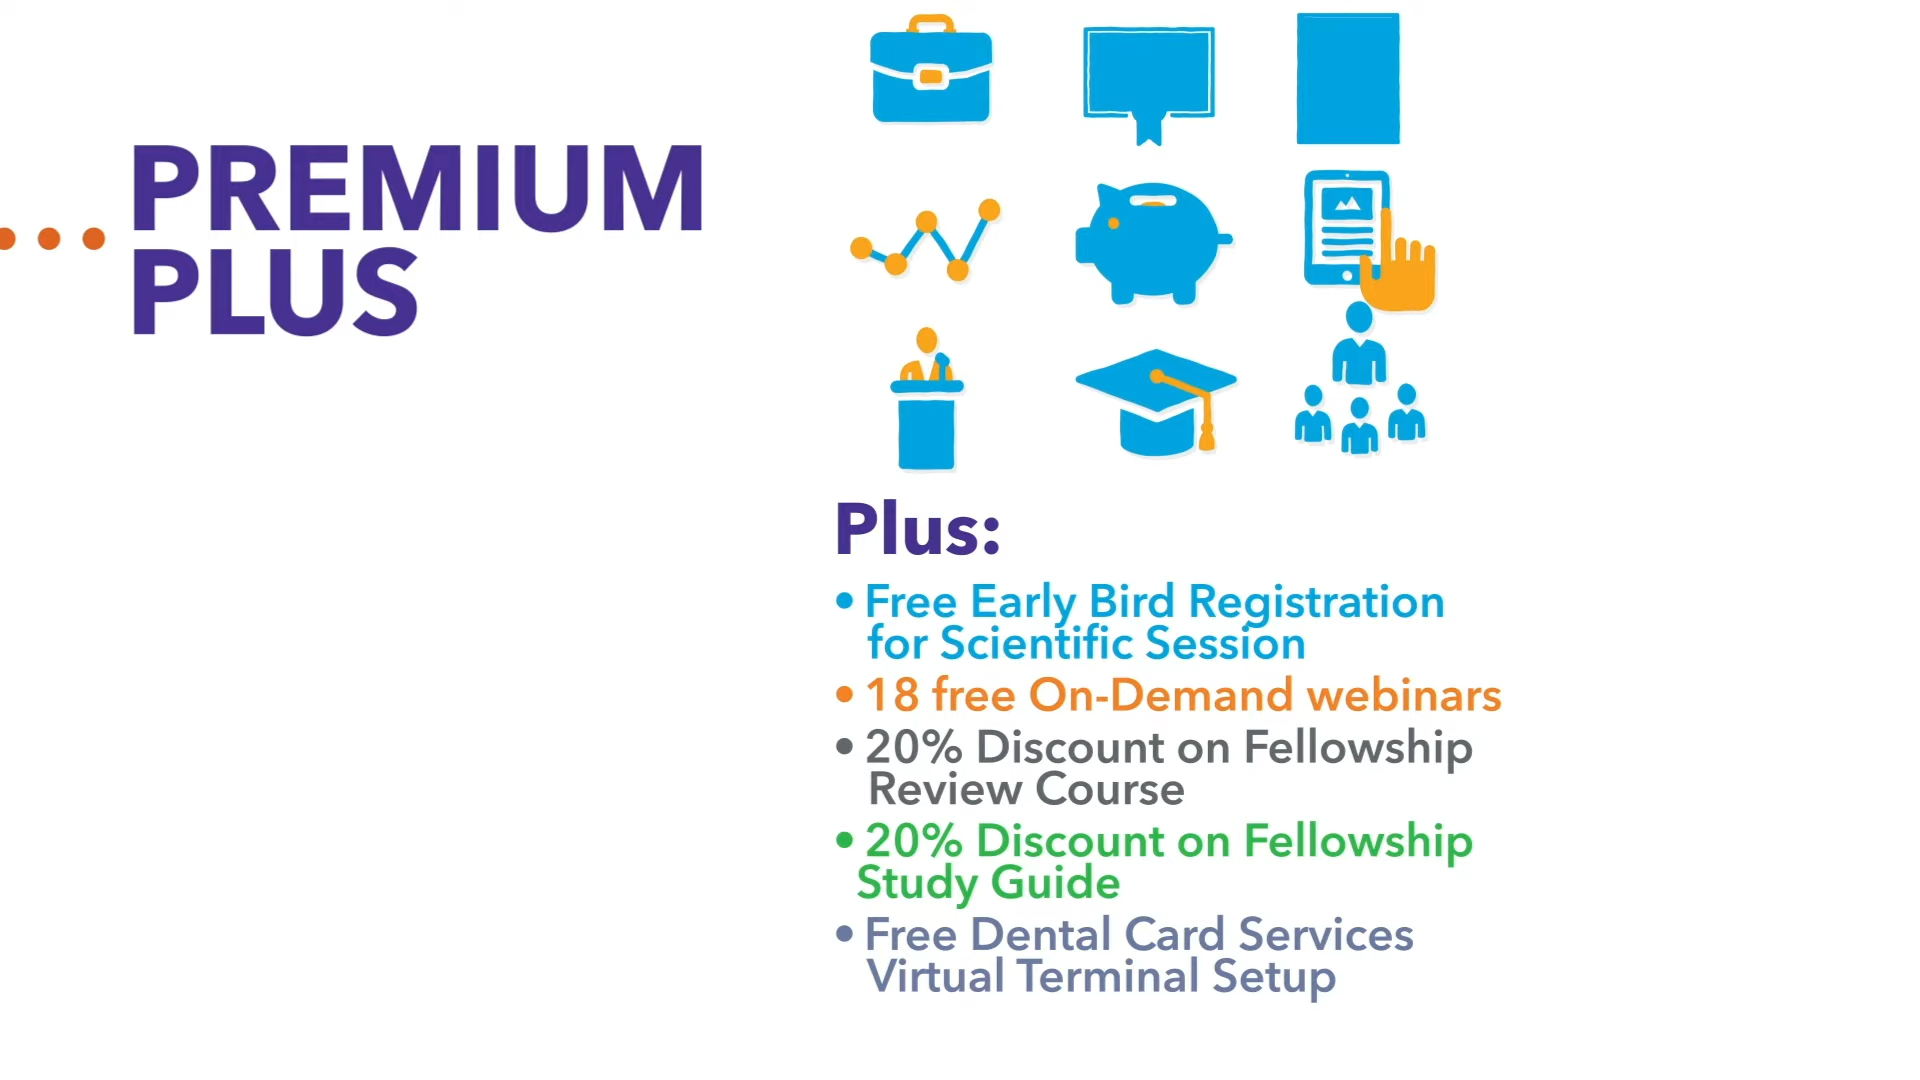 PREMIUM
PLUS
Plus:
• Free Early Bird Registration
for Scientific Session
• 18 free On-Demand webinars
• 20% Discount on Fellowship
Review Course
• 20% Discount on Fellowship
Study Guide
• Free Dental Card Services
Virtual Terminal Setup